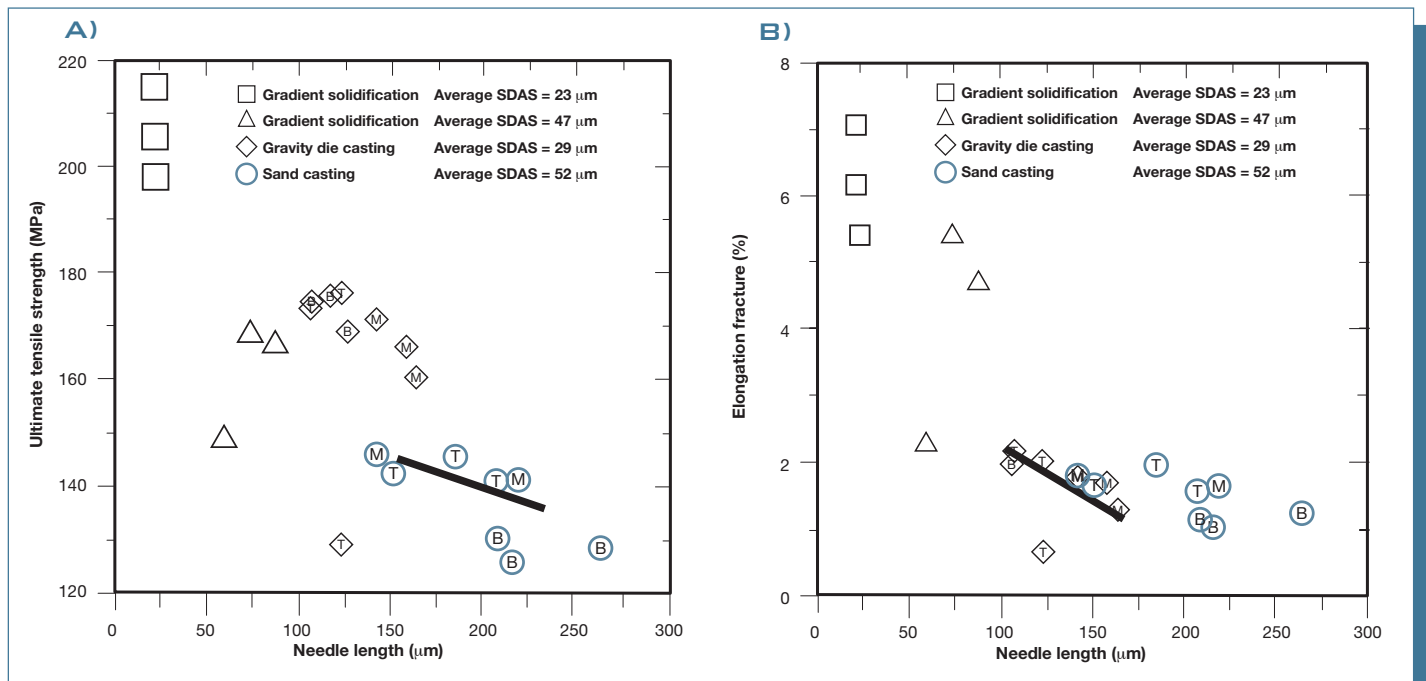 A)
220
200
180
160
140
120
Ultimate tensile strength (MPa)
Gradient solidification Average SDAS = 23 μm
Gradient solidification Average SDAS = 47 μm
Gravity die casting Average SDAS = 29 μm
Sand casting Average SDAS = 52 μm
B T B T
T
B M
M
M
M T T T M
B
B B
T
0 50 100 150 200 250 300
Needle length (μm)
B)
8
6
4
2
0
Elongation fracture (%)
Gradient solidification Average SDAS = 23 μm
Gradient solidification Average SDAS = 47 μm
Gravity die casting Average SDAS = 29 μm
Sand casting Average SDAS = 52 μm
T
B T M T M T T M
M
B B B
T
0 50 100 150 200 250 300
Needle length (μm)